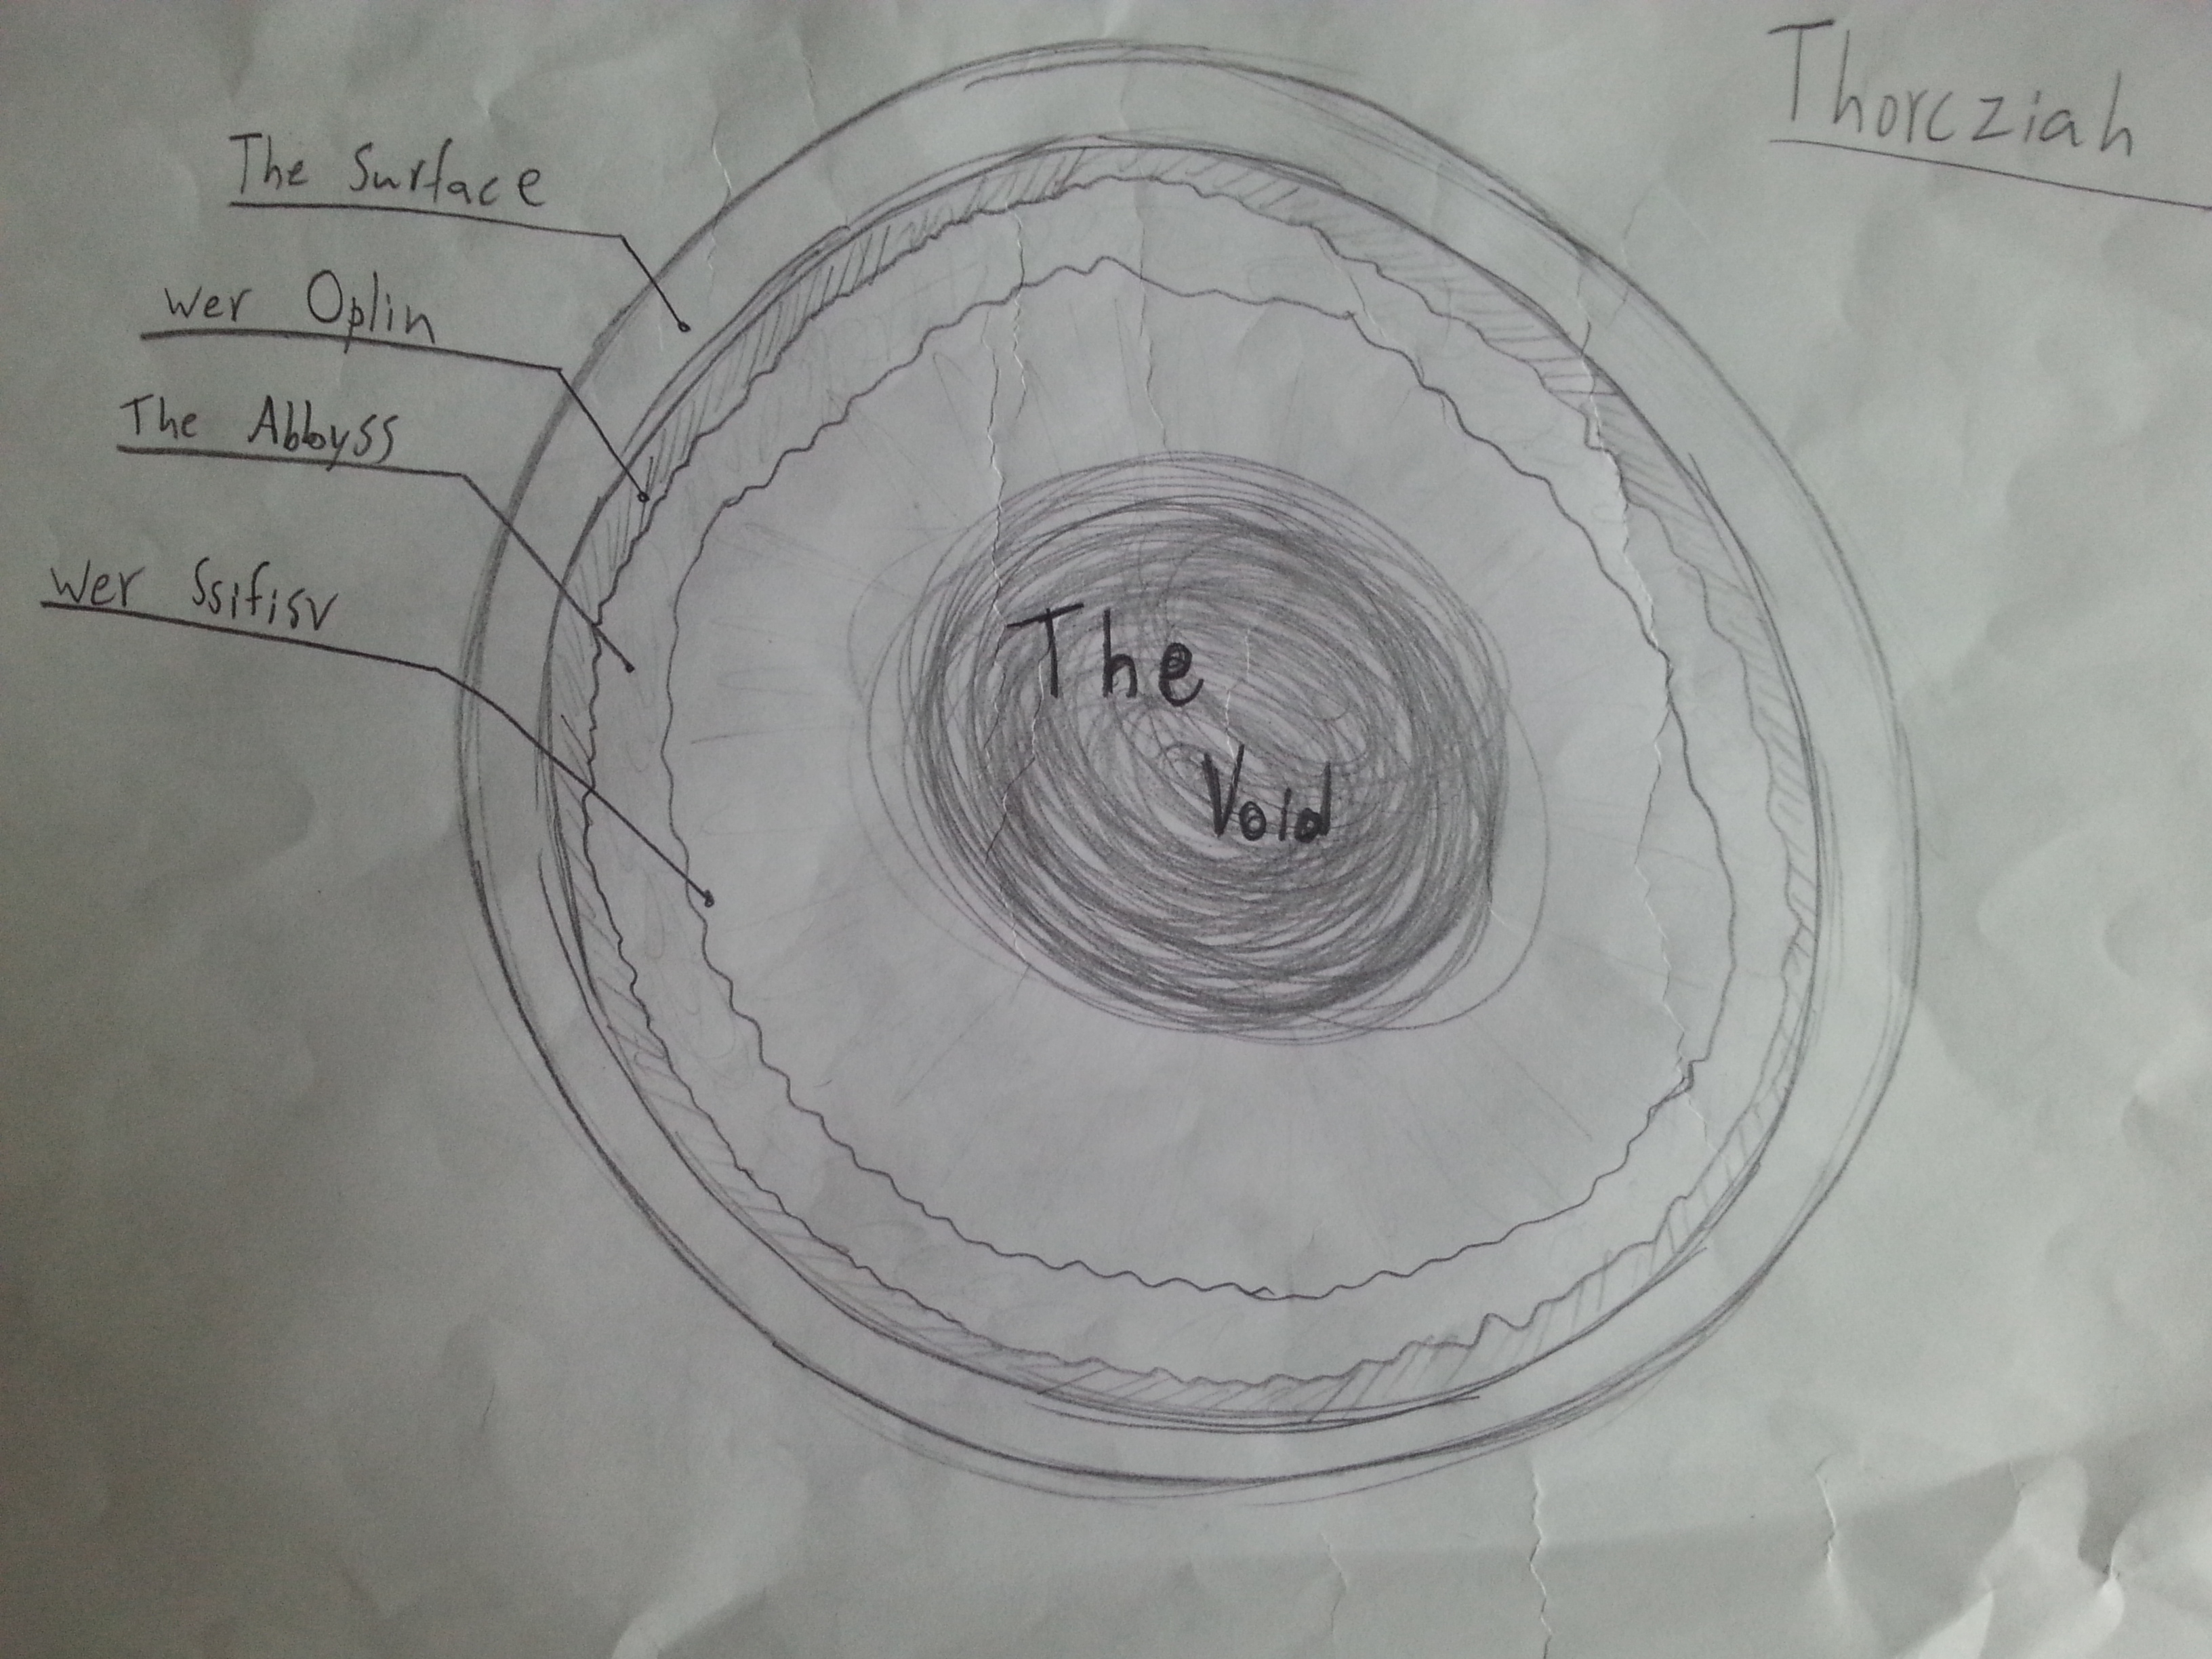 Thorcziah
The Surface
wer Oplin
The Abbyss
wer Ssifisv
The
Void